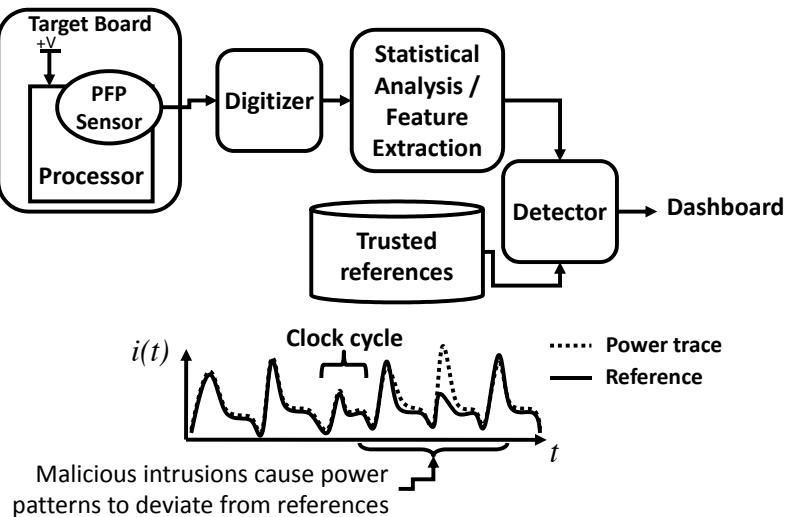 Target Board
+V
PFP
Sensor
Processor
Digitizer
Statistical
Analysis /
Feature
Extraction
Trusted
references
Detector
Dashboard
i(t)
Clock cycle
Power trace
Reference
t
Malicious intrusions cause power
patterns to deviate from references